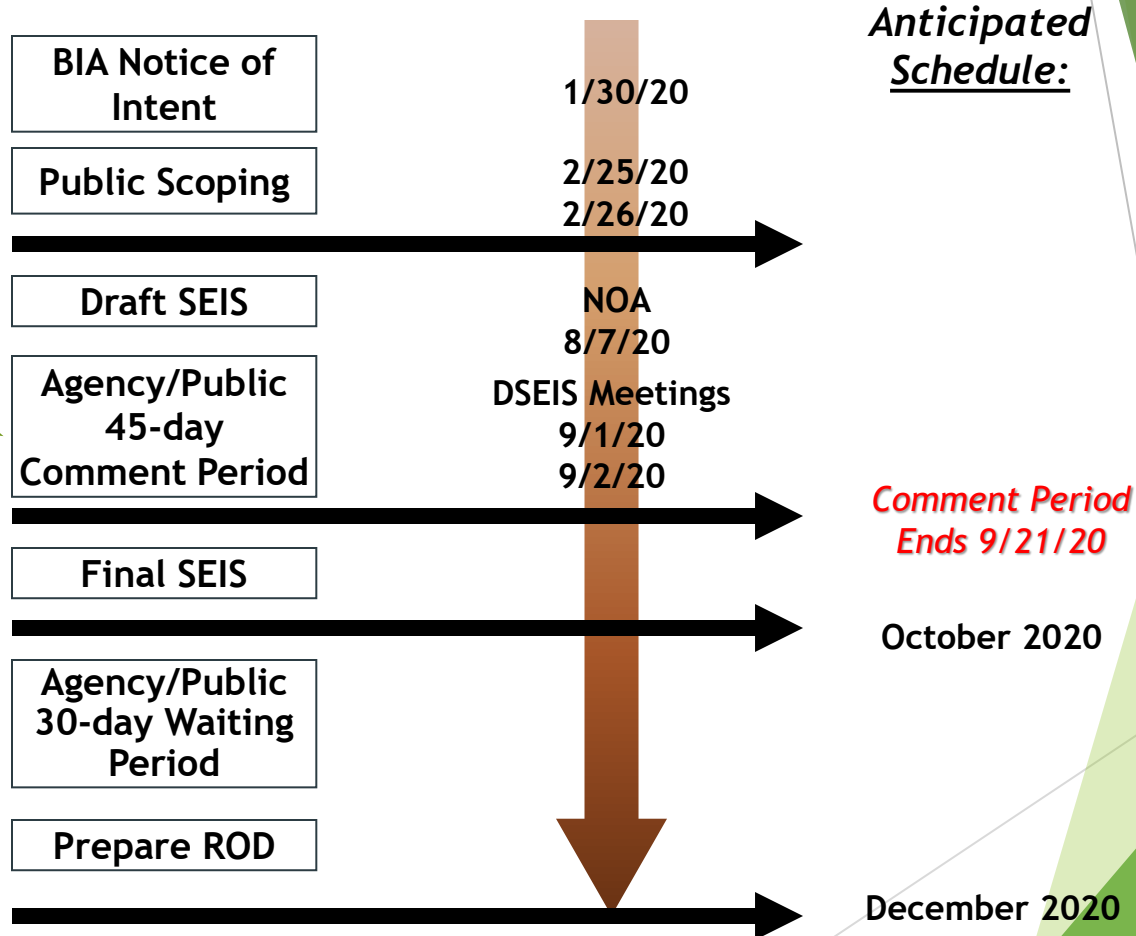 Anticipated
Schedule:
BIA Notice of
Intent
1/30/20
Public Scoping
2/25/20
2/26/20
Draft SEIS
NOA
8/7/20
Agency/Public
45-day
Comment Period
DSEIS Meetings
9/1/20
9/2/20
Comment Period
Ends 9/21/20
Final SEIS
October 2020
Agency/Public
30-day Waiting
Period
Prepare ROD
December 2020